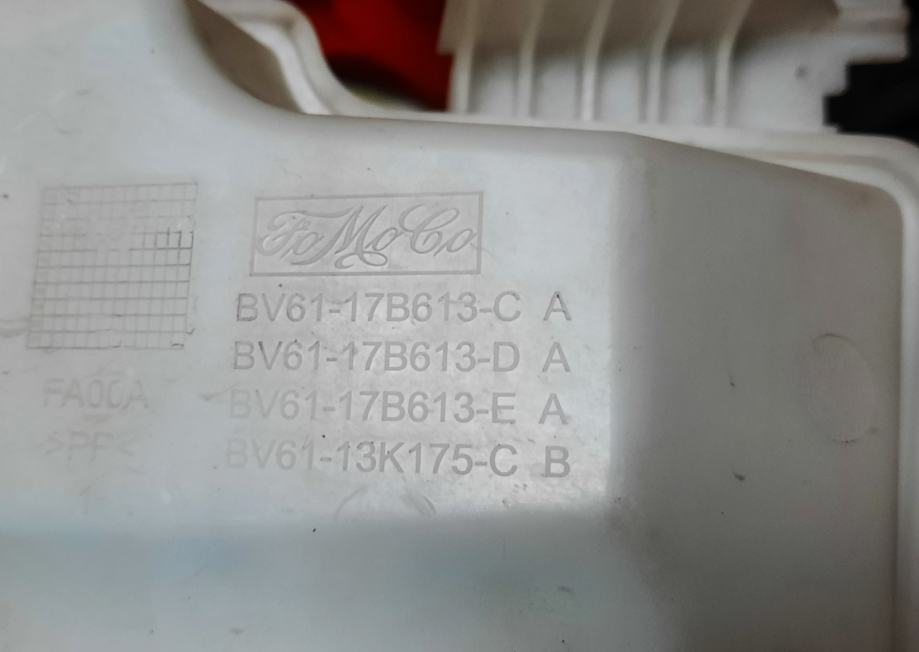 FoMoCo
BV61-17B613-C A
BV61-17B613-D A
BV61-17B613-E A
BV61-13K175-C B
FA00A
>PP<